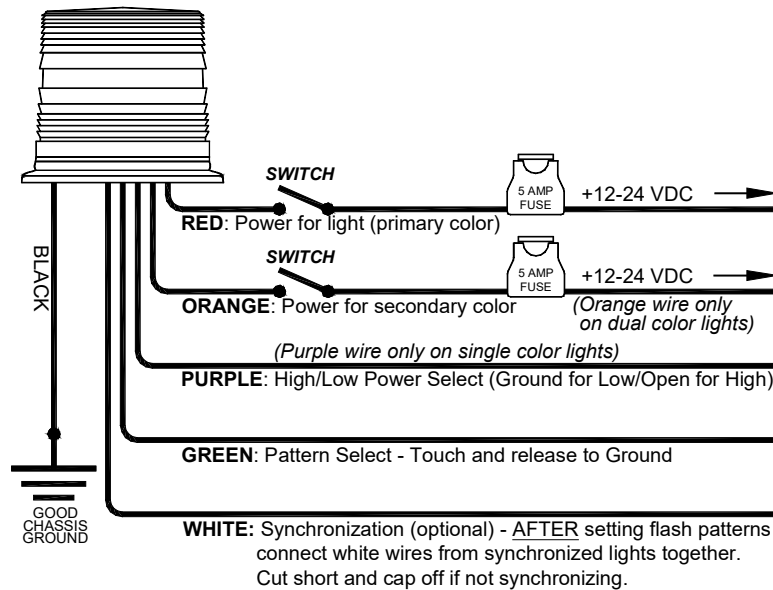 SWITCH
5 AMP
FUSE
+12-24 VDC
RED: Power for light (primary color)
BLACK
SWITCH
5 AMP
FUSE
+12-24 VDC
ORANGE: Power for secondary color
(Orange wire only
on dual color lights)
(Purple wire only on single color lights)
PURPLE: High/Low Power Select (Ground for Low/Open for High)
GREEN: Pattern Select - Touch and release to Ground
GOOD
CHASSIS
GROUND
WHITE: Synchronization (optional) - AFTER setting flash patterns
connect white wires from synchronized lights together.
Cut short and cap off if not synchronizing.